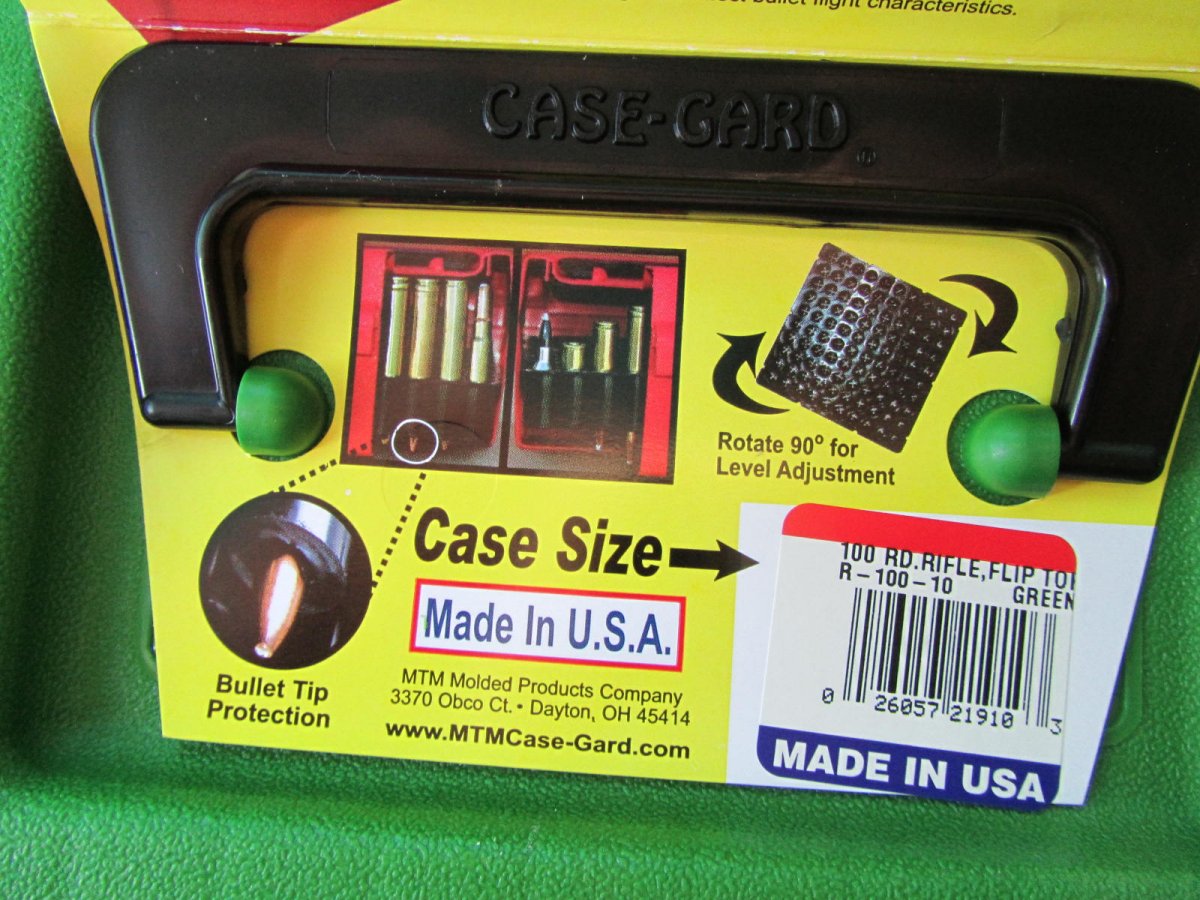 bullet flight characteristics.
CASE-GARD®
Rotate 90° for
Level Adjustment
Case Size
100 RD.RIFLE,FLIP
R-100-10 GREEN
0 26057 21910 3
MADE IN USA
Made In U.S.A.
MTM Molded Products Company
3370 Obco Ct. • Dayton, OH 45414
www.MTMCase-Gard.com
Bullet Tip
Protection